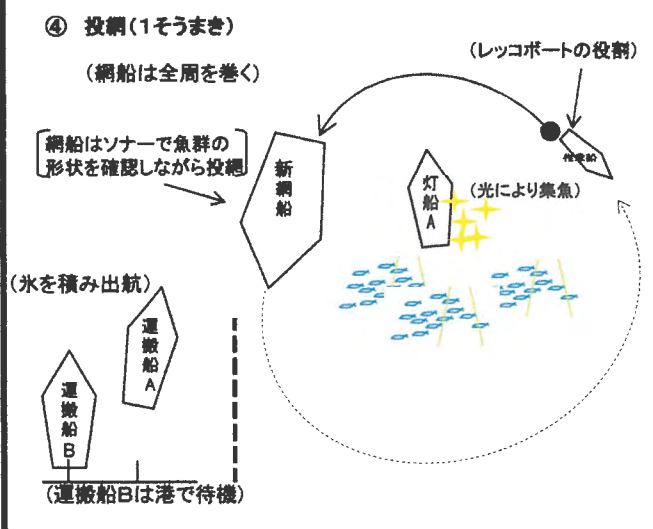 ④ 投網(1そうまき)
(網船は全周を巻く)
(レッコボートの役割)
網船はソナーで魚群の
形状を確認しながら投網
新網船
灯船A
(光により集魚)
(氷を積み出航)
運搬船A
運搬船B
(運搬船Bは港で待機)